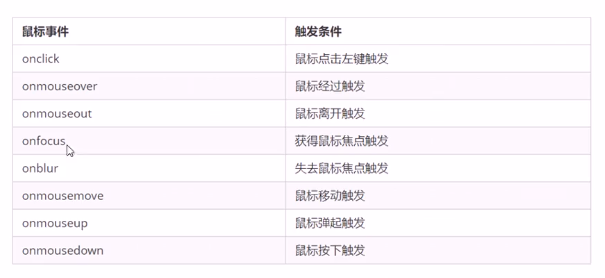 鼠标事件 触发条件
onclick 鼠标点击左键触发
onmouseover 鼠标经过触发
onmouseout 鼠标离开触发
onfocus 获得鼠标焦点触发
onblur 失去鼠标焦点触发
onmousemove 鼠标移动触发
onmouseup 鼠标弹起触发
onmousedown 鼠标按下触发